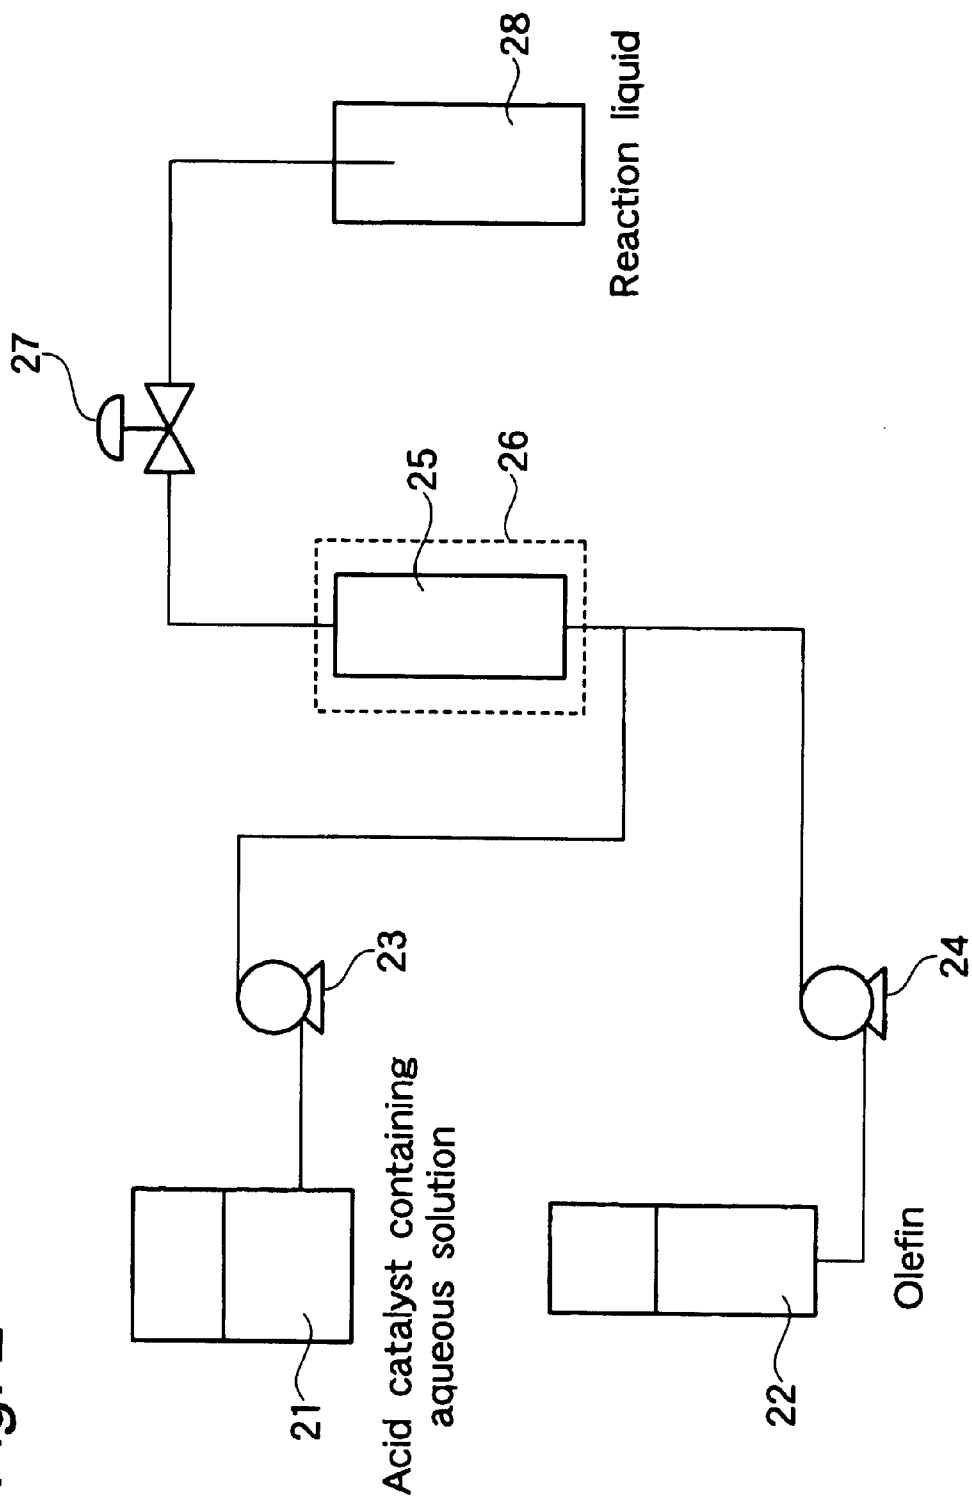 21
Acid catalyst containing
aqueous solution
22
Olefin
23
24
25
26
27
28
Reaction liquid